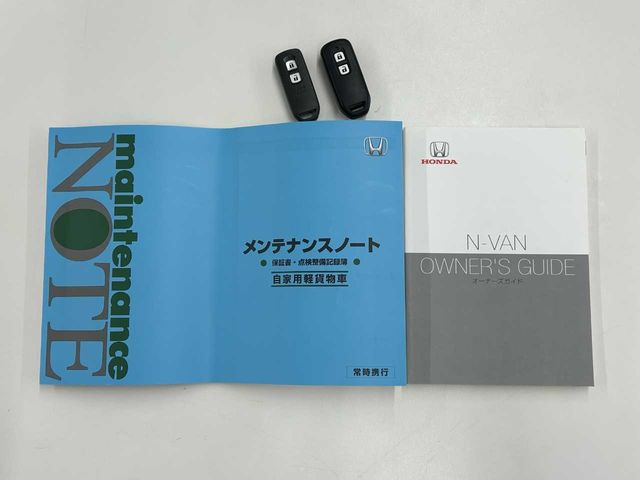 maintenance
NOTE
メンテナンスノート
● 保証書・点検整備記録簿 ●
自家用軽貨物車
常時携行
HONDA
N-VAN
OWNER'S GUIDE
オーナーズガイド